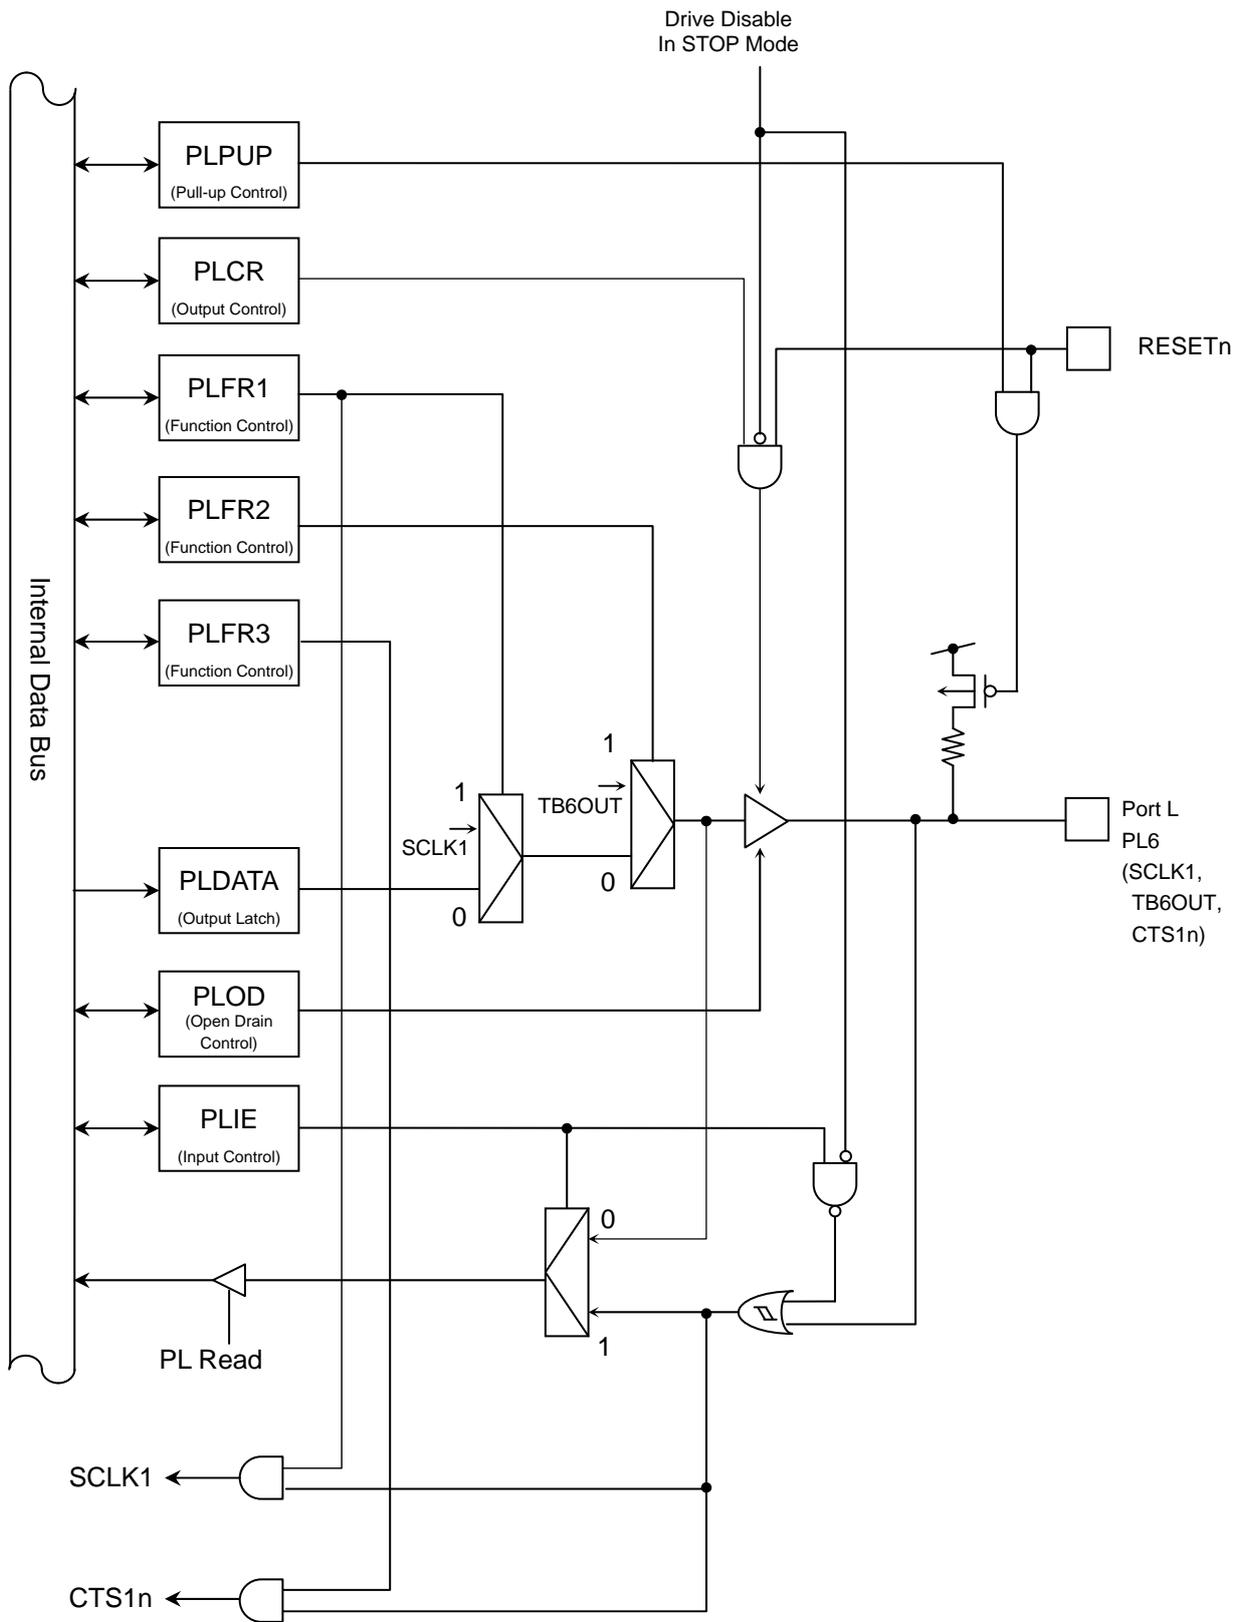 Drive Disable
In STOP Mode
PLPUP
(Pull-up Control)
PLCR
(Output Control)
RESETn
PLFR1
(Function Control)
PLFR2
(Function Control)
Internal Data Bus
PLFR3
(Function Control)
1
TB6OUT
0
1
SCLK1
0
Port L
PL6
(SCLK1,
TB6OUT,
CTS1n)
PLDATA
(Output Latch)
PLOD
(Open Drain
Control)
PLIE
(Input Control)
0
1
PL Read
SCLK1
CTS1n